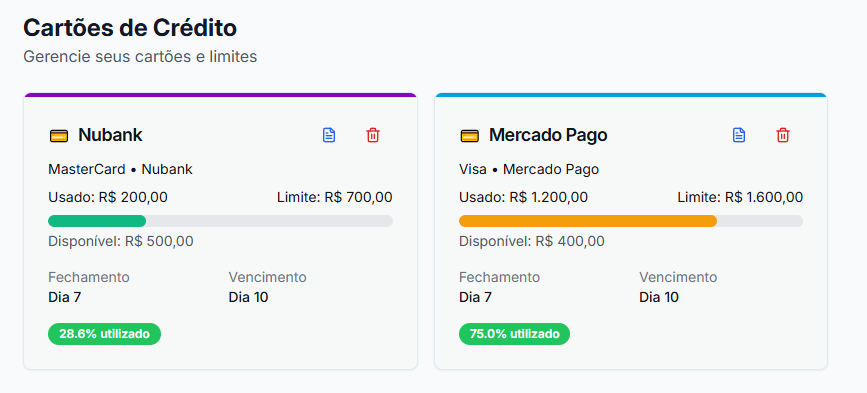 Cartões de Crédito
Gerencie seus cartões e limites
Nubank
MasterCard • Nubank
Usado: R$ 200,00 Limite: R$ 700,00
Disponível: R$ 500,00
Fechamento Vencimento
Dia 7 Dia 10
28.6% utilizado
Mercado Pago
Visa • Mercado Pago
Usado: R$ 1.200,00 Limite: R$ 1.600,00
Disponível: R$ 400,00
Fechamento Vencimento
Dia 7 Dia 10
75.0% utilizado